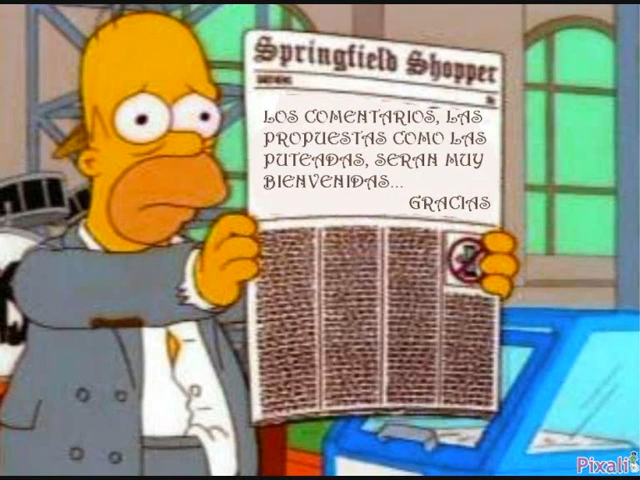 Springfield Shopper
LOS COMENTARIOS, LAS
PROPUESTAS COMO LAS
PUTEADAS, SERAN MUY
BIENVENIDAS...
GRACIAS
Pixali